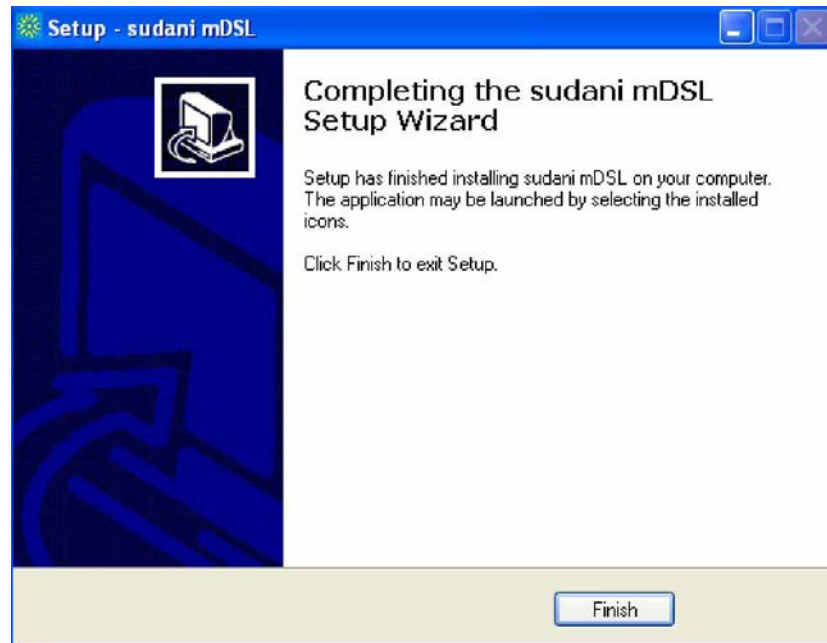 Setup - sudani mDSL
Completing the sudani mDSL
Setup Wizard
Setup has finished installing sudani mDSL on your computer.
The application may be launched by selecting the installed
icons.
Click Finish to exit Setup.
Finish